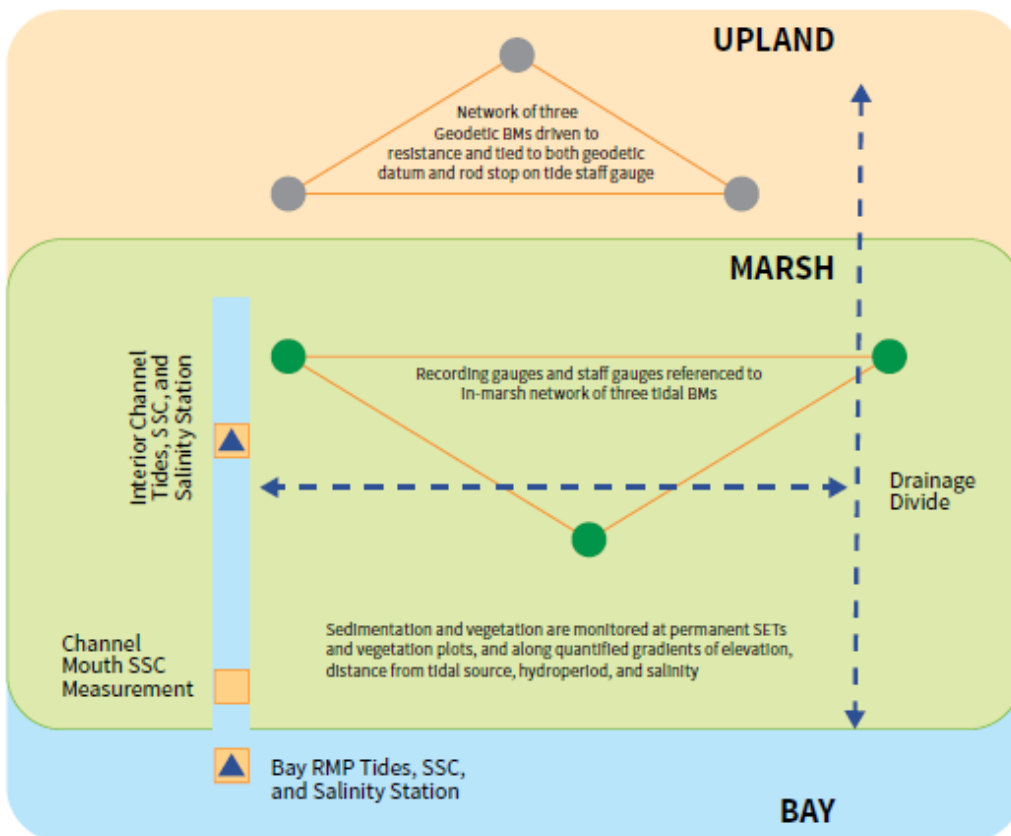 UPLAND
Network of three
Geodetic BMs driven to
resistance and tied to both geodetic
datum and rod stop on tide staff gauge
MARSH
Recording gauges and staff gauges referenced to
in-marsh network of three tidal BMs
Interior Channel
Tides, SSC, and
Salinity Station
Drainage
Divide
Sedimentation and vegetation are monitored at permanent SETs
and vegetation plots, and along quantified gradients of elevation,
distance from tidal source, hydroperiod, and salinity
Channel
Mouth SSC
Measurement
Bay RMP Tides, SSC,
and Salinity Station
BAY